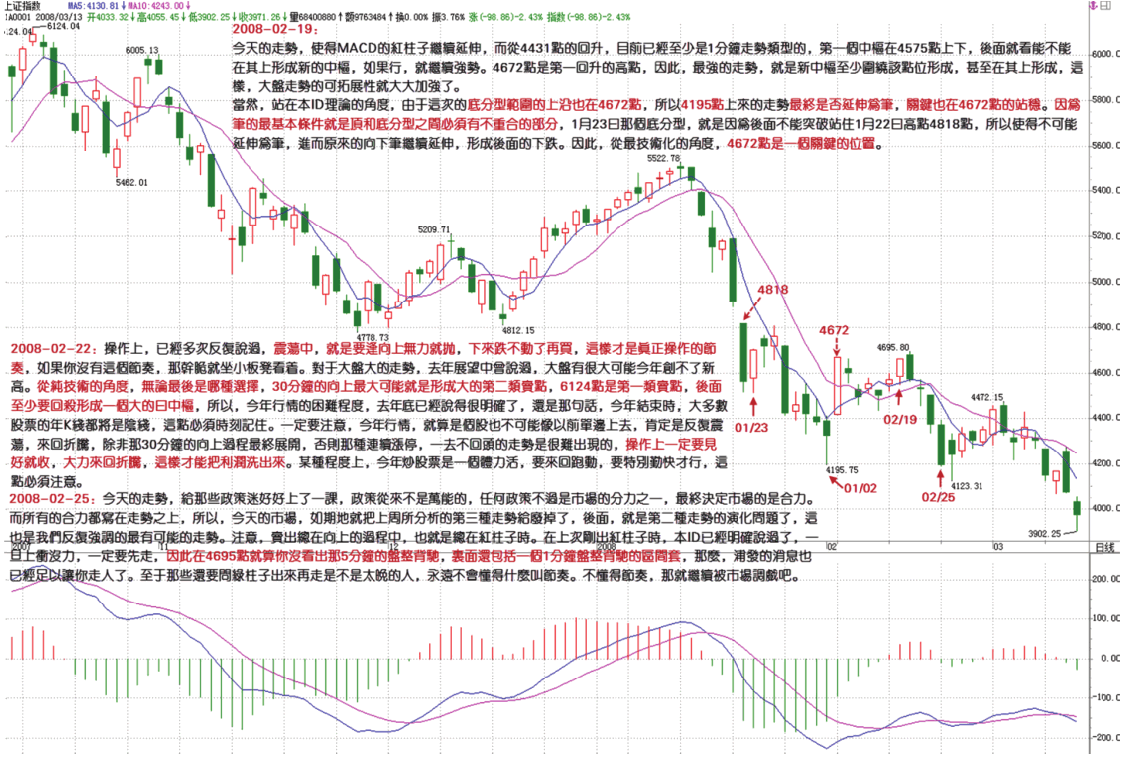 上证指数 MA5:4130.81↓MA10:4243.00↓
1A0001 2008/03/13 开4033.32↓高4055.45↓低3902.25↓收3971.26↓量68400880↑额9763484↑换0.00% 振3.76% 涨(-98.86)-2.43% 指数(-98.86)-2.43%
6124.04
24.04
2008-02-19：
今天的走勢，使得MACD的紅柱子繼續延伸，而從4431點的回升，目前已經至少是1分鐘走勢類型的，第一個中樞在4575點上下，後面就看能不能
在其上形成新的中樞，如果行，就繼續強勢。4672點是第一回升的高點，因此，最強的走勢，就是新中樞至少圍繞該點位形成，甚至在其上形成，這
樣，大盤走勢的可拓展性就大大加強了。
當然，站在本ID理論的角度，由于這次的底分型範圍的上沿也在4672點，所以4195點上來的走勢最終是否延伸爲筆，關鍵也在4672點的站穩。因爲
筆的最基本條件就是頂和底分型之間必須有不重合的部分，1月23日那個底分型，就是因爲後面不能突破站住1月22日高點4818點，所以使得不可能
延伸爲筆，進而原來的向下筆繼續延伸，形成後面的下跌。因此，從最技術化的角度，4672點是一個關鍵的位置。
6005.13
5462.01
5522.78
5209.71
4778.73
4812.15
4818
4672
4695.80
4472.15
01/23
02/19
4195.75
01/02
02/25
4123.31
3902.25
2008-02-22：操作上，已經多次反復說過，震蕩中，就是要逢向上無力就抛，下來跌不動了再買，這樣才是眞正操作的節
奏，如果你沒有這個節奏，那幹脆就坐小板凳看着。對于大盤大的走勢，去年展望中曾說過，大盤有很大可能今年創不了新
高。從純技術的角度，無論最後是哪種選擇，30分鐘的向上最大可能就是形成大的第二類賣點，6124點是第一類賣點，後面
至少要回殺形成一個大的日中樞，所以，今年行情的困難程度，去年底已經說得很明確了，還是那句話，今年結束時，大多數
股票的年K綫都將是陰綫，這點必須時刻記住。一定要注意，今年行情，就算是個股也不可能像以前單邊上去，肯定是反復震
蕩，來回折騰，除非那30分鐘的向上過程最終展開，否則那種連續漲停，一去不回頭的走勢是很難出現的，操作上一定要見
好就收，大力來回折騰，這樣才能把利潤洗出來。某種程度上，今年炒股票是一個體力活，要來回跑動，要特別勤快才行，這
點必須注意。
2008-02-25：今天的走勢，給那些政策迷好好上了一課，政策從來不是萬能的，任何政策不過是市場的分力之一，最終決定市場的是合力。
而所有的合力都寫在走勢之上，所以，今天的市場，如期地就把上周所分析的第三種走勢給廢掉了，後面，就是第二種走勢的演化問題了，這
也是我們反復強調的最有可能的走勢。注意，賣出總在向上的過程中，也就是總在紅柱子時。在上次剛出紅柱子時，本ID已經明確說過了，一
旦上衝沒力，一定要先走，因此在4695點就算你沒看出那5分鐘的盤整背馳，裏面還包括一個1分鐘盤整背馳的區間套，那麼，浦發的消息也
已經足以讓你走人了。至于那些還要問綠柱子出來再走是不是太晚的人，永遠不會懂得什麼叫節奏。不懂得節奏，那就繼續被市場調戲吧。
6000.0
5800.0
5600.0
5400.0
5200.0
5000.0
4800.0
4600.0
4400.0
4200.0
4000.0
2007
11
12
2008
02
03
日线
200.00
100.00
0.00
-100.00
-200.00